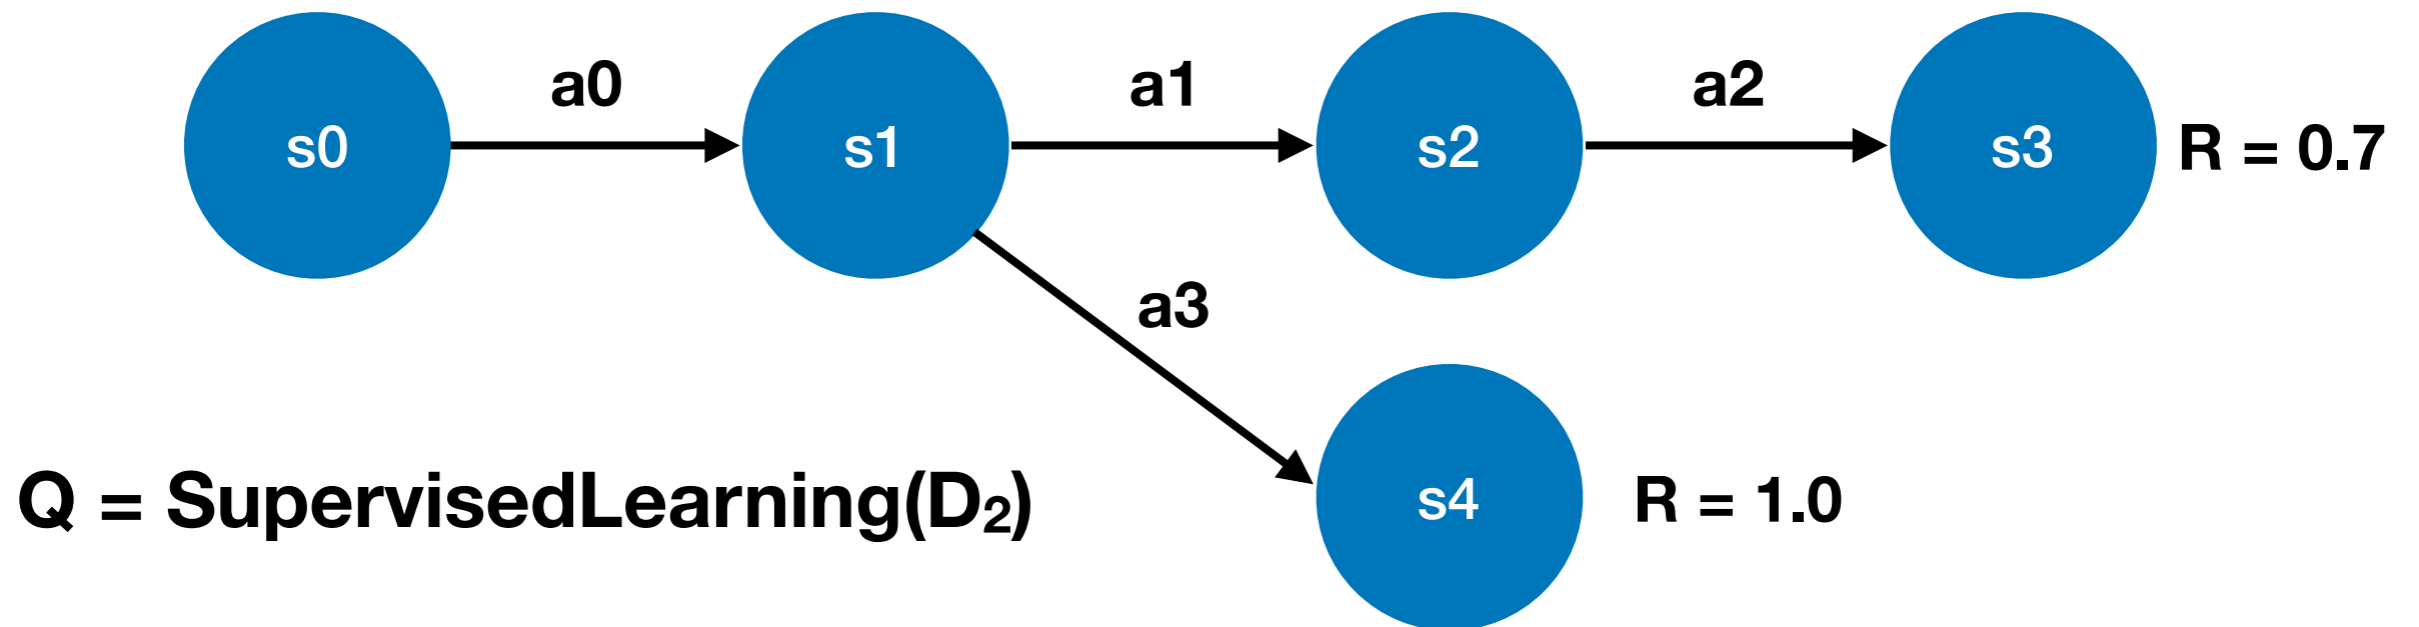 a0 a1 a2
s0 s1 s2 s3 R = 0.7
a3
Q = SupervisedLearning(D₂) s4 R = 1.0